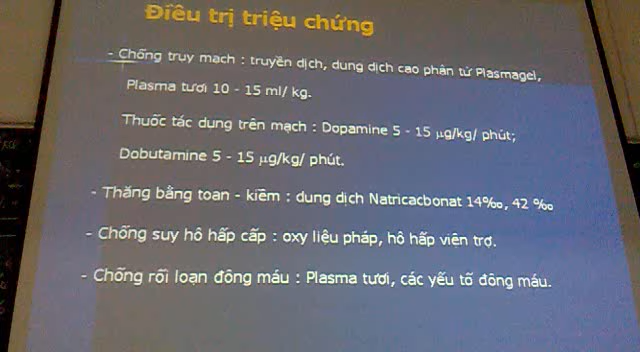 Điều trị triệu chứng
- Chống truỵ mạch : truyền dịch, dung dịch cao phân tử Plasmagel,
Plasma tươi 10 - 15 ml/ kg.
Thuốc tác dụng trên mạch : Dopamine 5 - 15 µg/kg/ phút;
Dobutamine 5 - 15 µg/kg/ phút.
- Thăng bằng toan - kiềm : dung dịch Natricacbonat 14‰, 42 ‰
- Chống suy hô hấp cấp : oxy liệu pháp, hô hấp viện trợ.
- Chống rối loạn đông máu : Plasma tươi, các yếu tố đông máu.